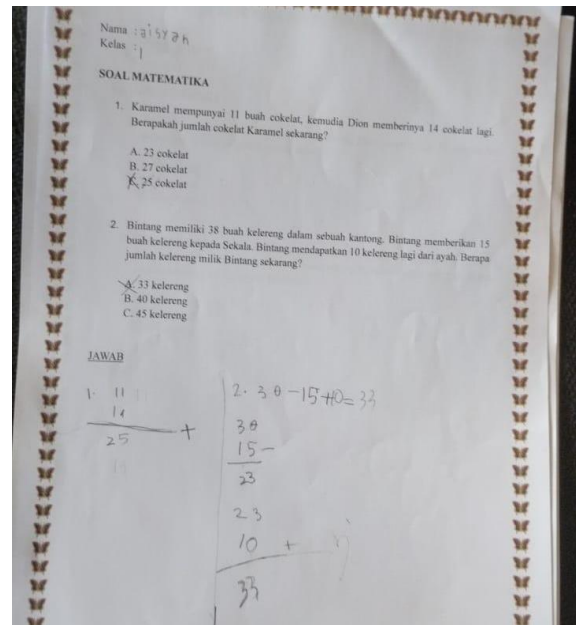 Nama : aisyah
Kelas : 1
SOAL MATEMATIKA
1. Karamel mempunyai 11 buah cokelat, kemudia Dion memberinya 14 cokelat lagi.
Berapakah jumlah cokelat Karamel sekarang?
A. 23 cokelat
B. 27 cokelat
C. 25 cokelat
2. Bintang memiliki 38 buah kelereng dalam sebuah kantong. Bintang memberikan 15
buah kelereng kepada Sekala. Bintang mendapatkan 10 kelereng lagi dari ayah. Berapa
jumlah kelereng milik Bintang sekarang?
A. 33 kelereng
B. 40 kelereng
C. 45 kelereng
JAWAB
1. 11
14
+
25
2. 38 - 15 + 10 = 33
38
15 -
23
23
10 +
33